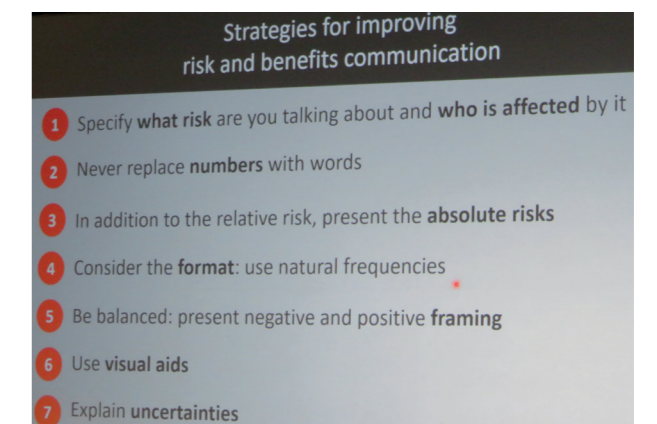 Strategies for improving
risk and benefits communication
1 Specify what risk are you talking about and who is affected by it
2 Never replace numbers with words
3 In addition to the relative risk, present the absolute risks
4 Consider the format: use natural frequencies
5 Be balanced: present negative and positive framing
6 Use visual aids
7 Explain uncertainties